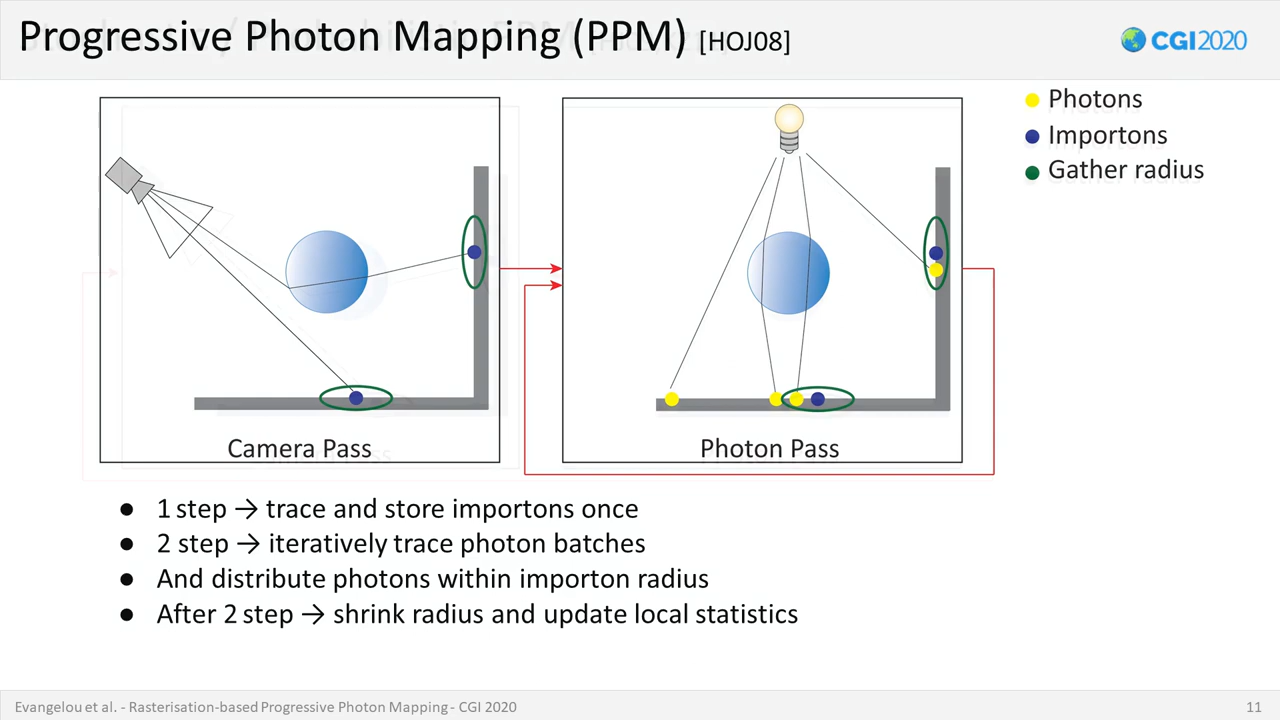 Progressive Photon Mapping (PPM) [HOJ08]
CGI2020
Photons
Importons
Gather radius
Camera Pass
Photon Pass
● 1 step → trace and store importons once
● 2 step → iteratively trace photon batches
● And distribute photons within importon radius
● After 2 step → shrink radius and update local statistics
Evangelou et al. - Rasterisation-based Progressive Photon Mapping - CGI 2020
11